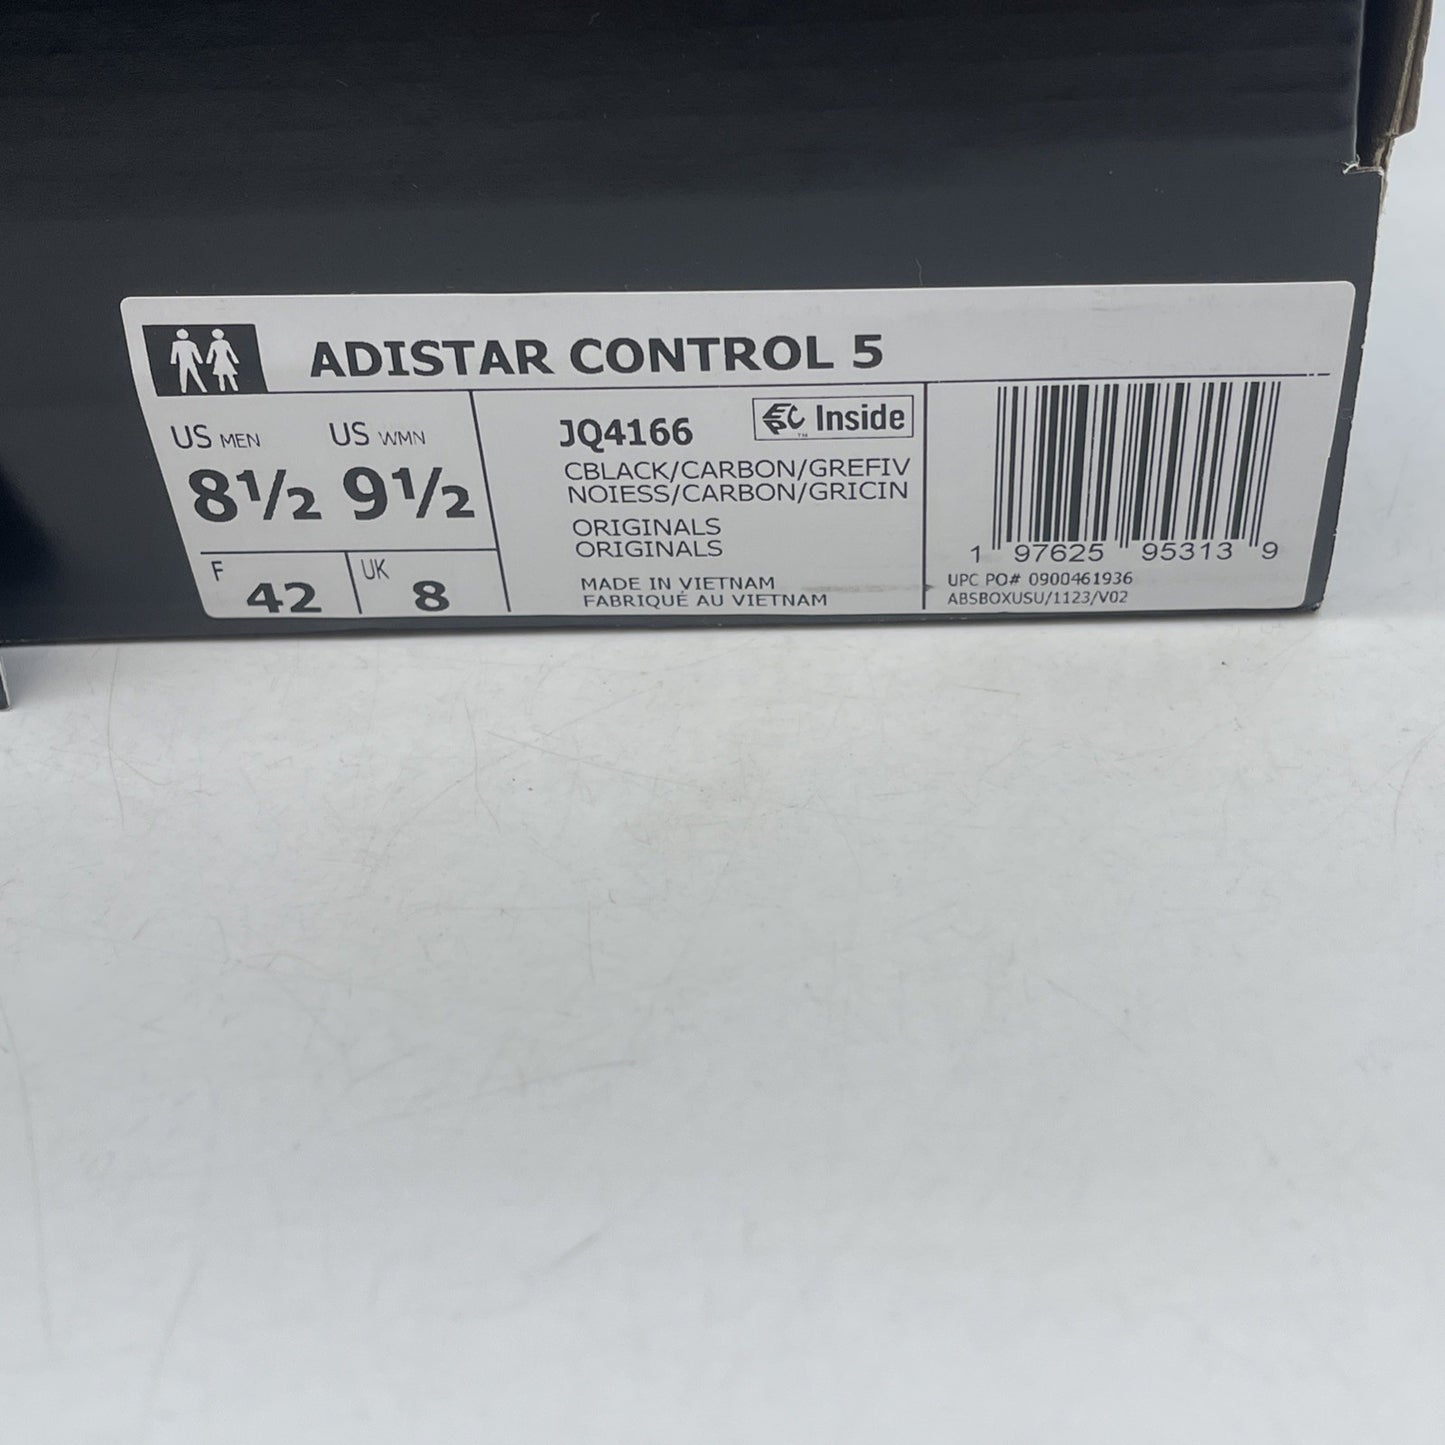 ADISTAR CONTROL 5
US MEN US WMN
8½ 9½
F 42 UK 8
JQ4166 EPC Inside ™
CBLACK/CARBON/GREFIV
NOIESS/CARBON/GRICIN
ORIGINALS
ORIGINALS
MADE IN VIETNAM
FABRIQUÉ AU VIETNAM
1 97625 95313 9
UPC PO# 0900461936
ABSBOXUSU/1123/V02